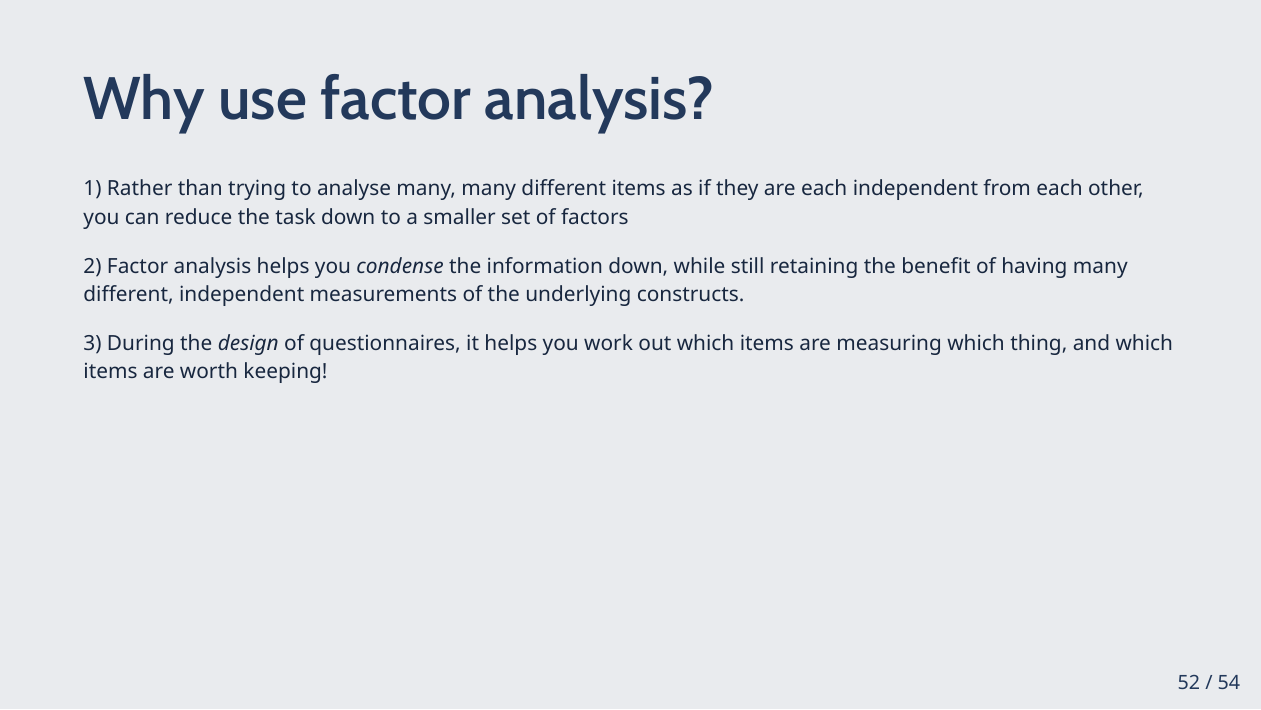 Why use factor analysis?
1) Rather than trying to analyse many, many different items as if they are each independent from each other,
you can reduce the task down to a smaller set of factors
2) Factor analysis helps you condense the information down, while still retaining the benefit of having many
different, independent measurements of the underlying constructs.
3) During the design of questionnaires, it helps you work out which items are measuring which thing, and which
items are worth keeping!
52 / 54